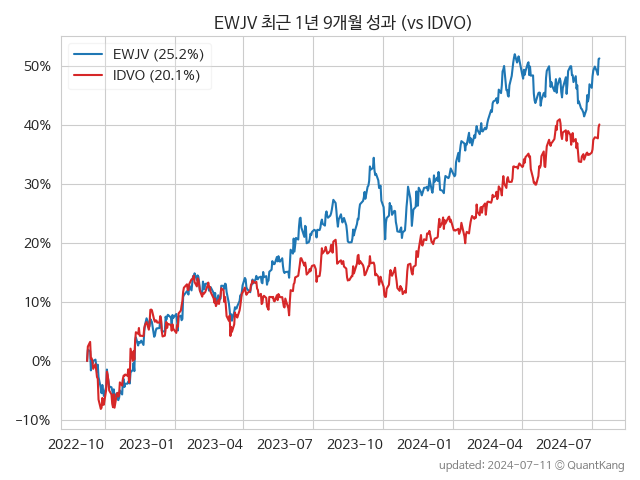 EWJV 최근 1년 9개월 성과 (vs IDVO)
EWJV (25.2%)
IDVO (20.1%)
50%
40%
30%
20%
10%
0%
−10%
2022-10 2023-01 2023-04 2023-07 2023-10 2024-01 2024-04 2024-07
updated: 2024-07-11 © QuantKang